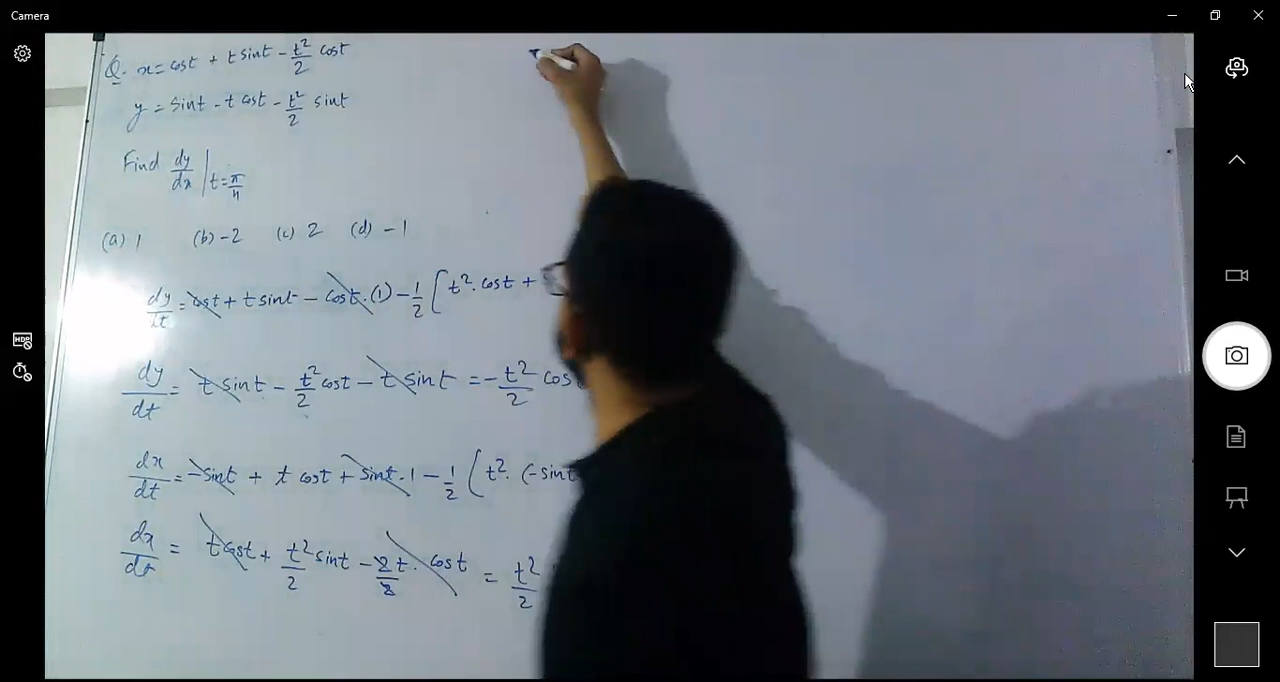 Camera
Q. x = cost + t sint - t²/2 cost
y = sint - t cost - t²/2 sint
Find dy/dx | t = π/4
(a) 1 (b) -2 (c) 2 (d) -1
dy/dt = cost + t sint - cost.(1) - 1/2 [ t². cost +
dy/dt = t sint - t²/2 cost - t sint = - t²/2 cos
dx/dt = -sint + t cost + sint.1 - 1/2 ( t². (-sint
dx/dt = t cost + t²/2 sint - 2t/2. cost = t²/2
HDR